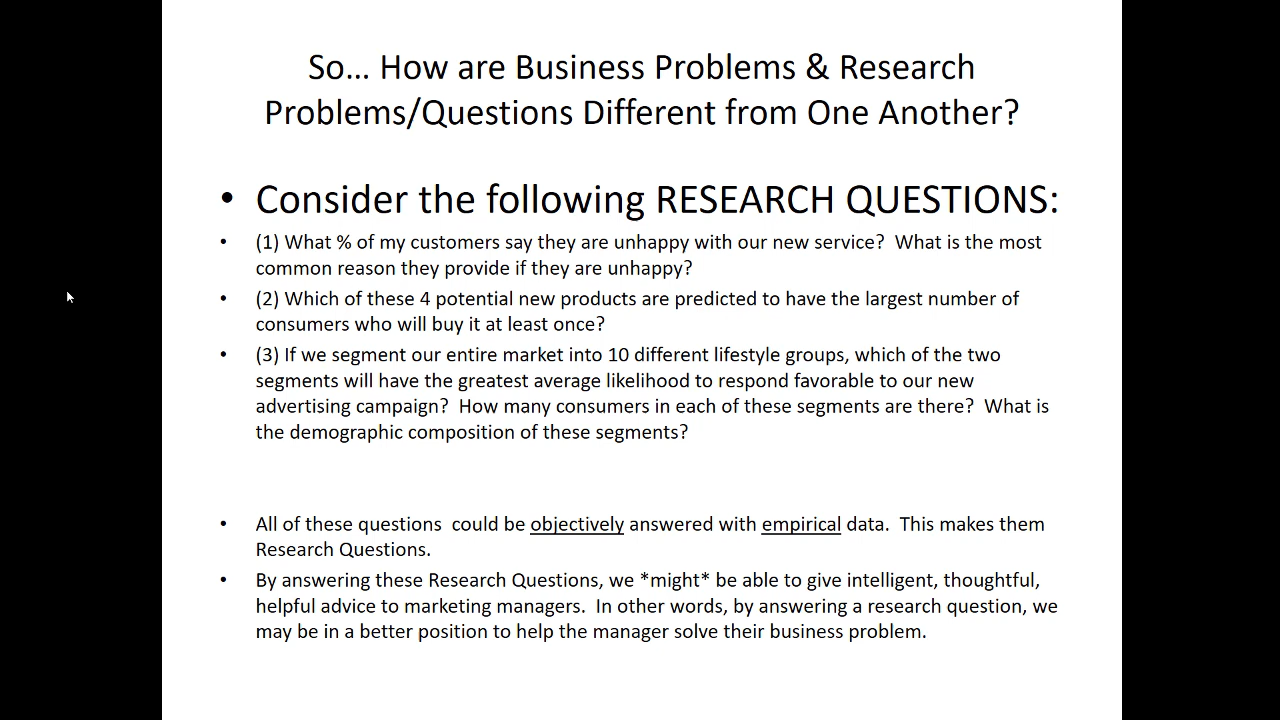 So... How are Business Problems & Research
Problems/Questions Different from One Another?
• Consider the following RESEARCH QUESTIONS:
• (1) What % of my customers say they are unhappy with our new service?  What is the most
common reason they provide if they are unhappy?
• (2) Which of these 4 potential new products are predicted to have the largest number of
consumers who will buy it at least once?
• (3) If we segment our entire market into 10 different lifestyle groups, which of the two
segments will have the greatest average likelihood to respond favorable to our new
advertising campaign?  How many consumers in each of these segments are there?  What is
the demographic composition of these segments?
• All of these questions  could be objectively answered with empirical data.  This makes them
Research Questions.
• By answering these Research Questions, we *might* be able to give intelligent, thoughtful,
helpful advice to marketing managers.  In other words, by answering a research question, we
may be in a better position to help the manager solve their business problem.